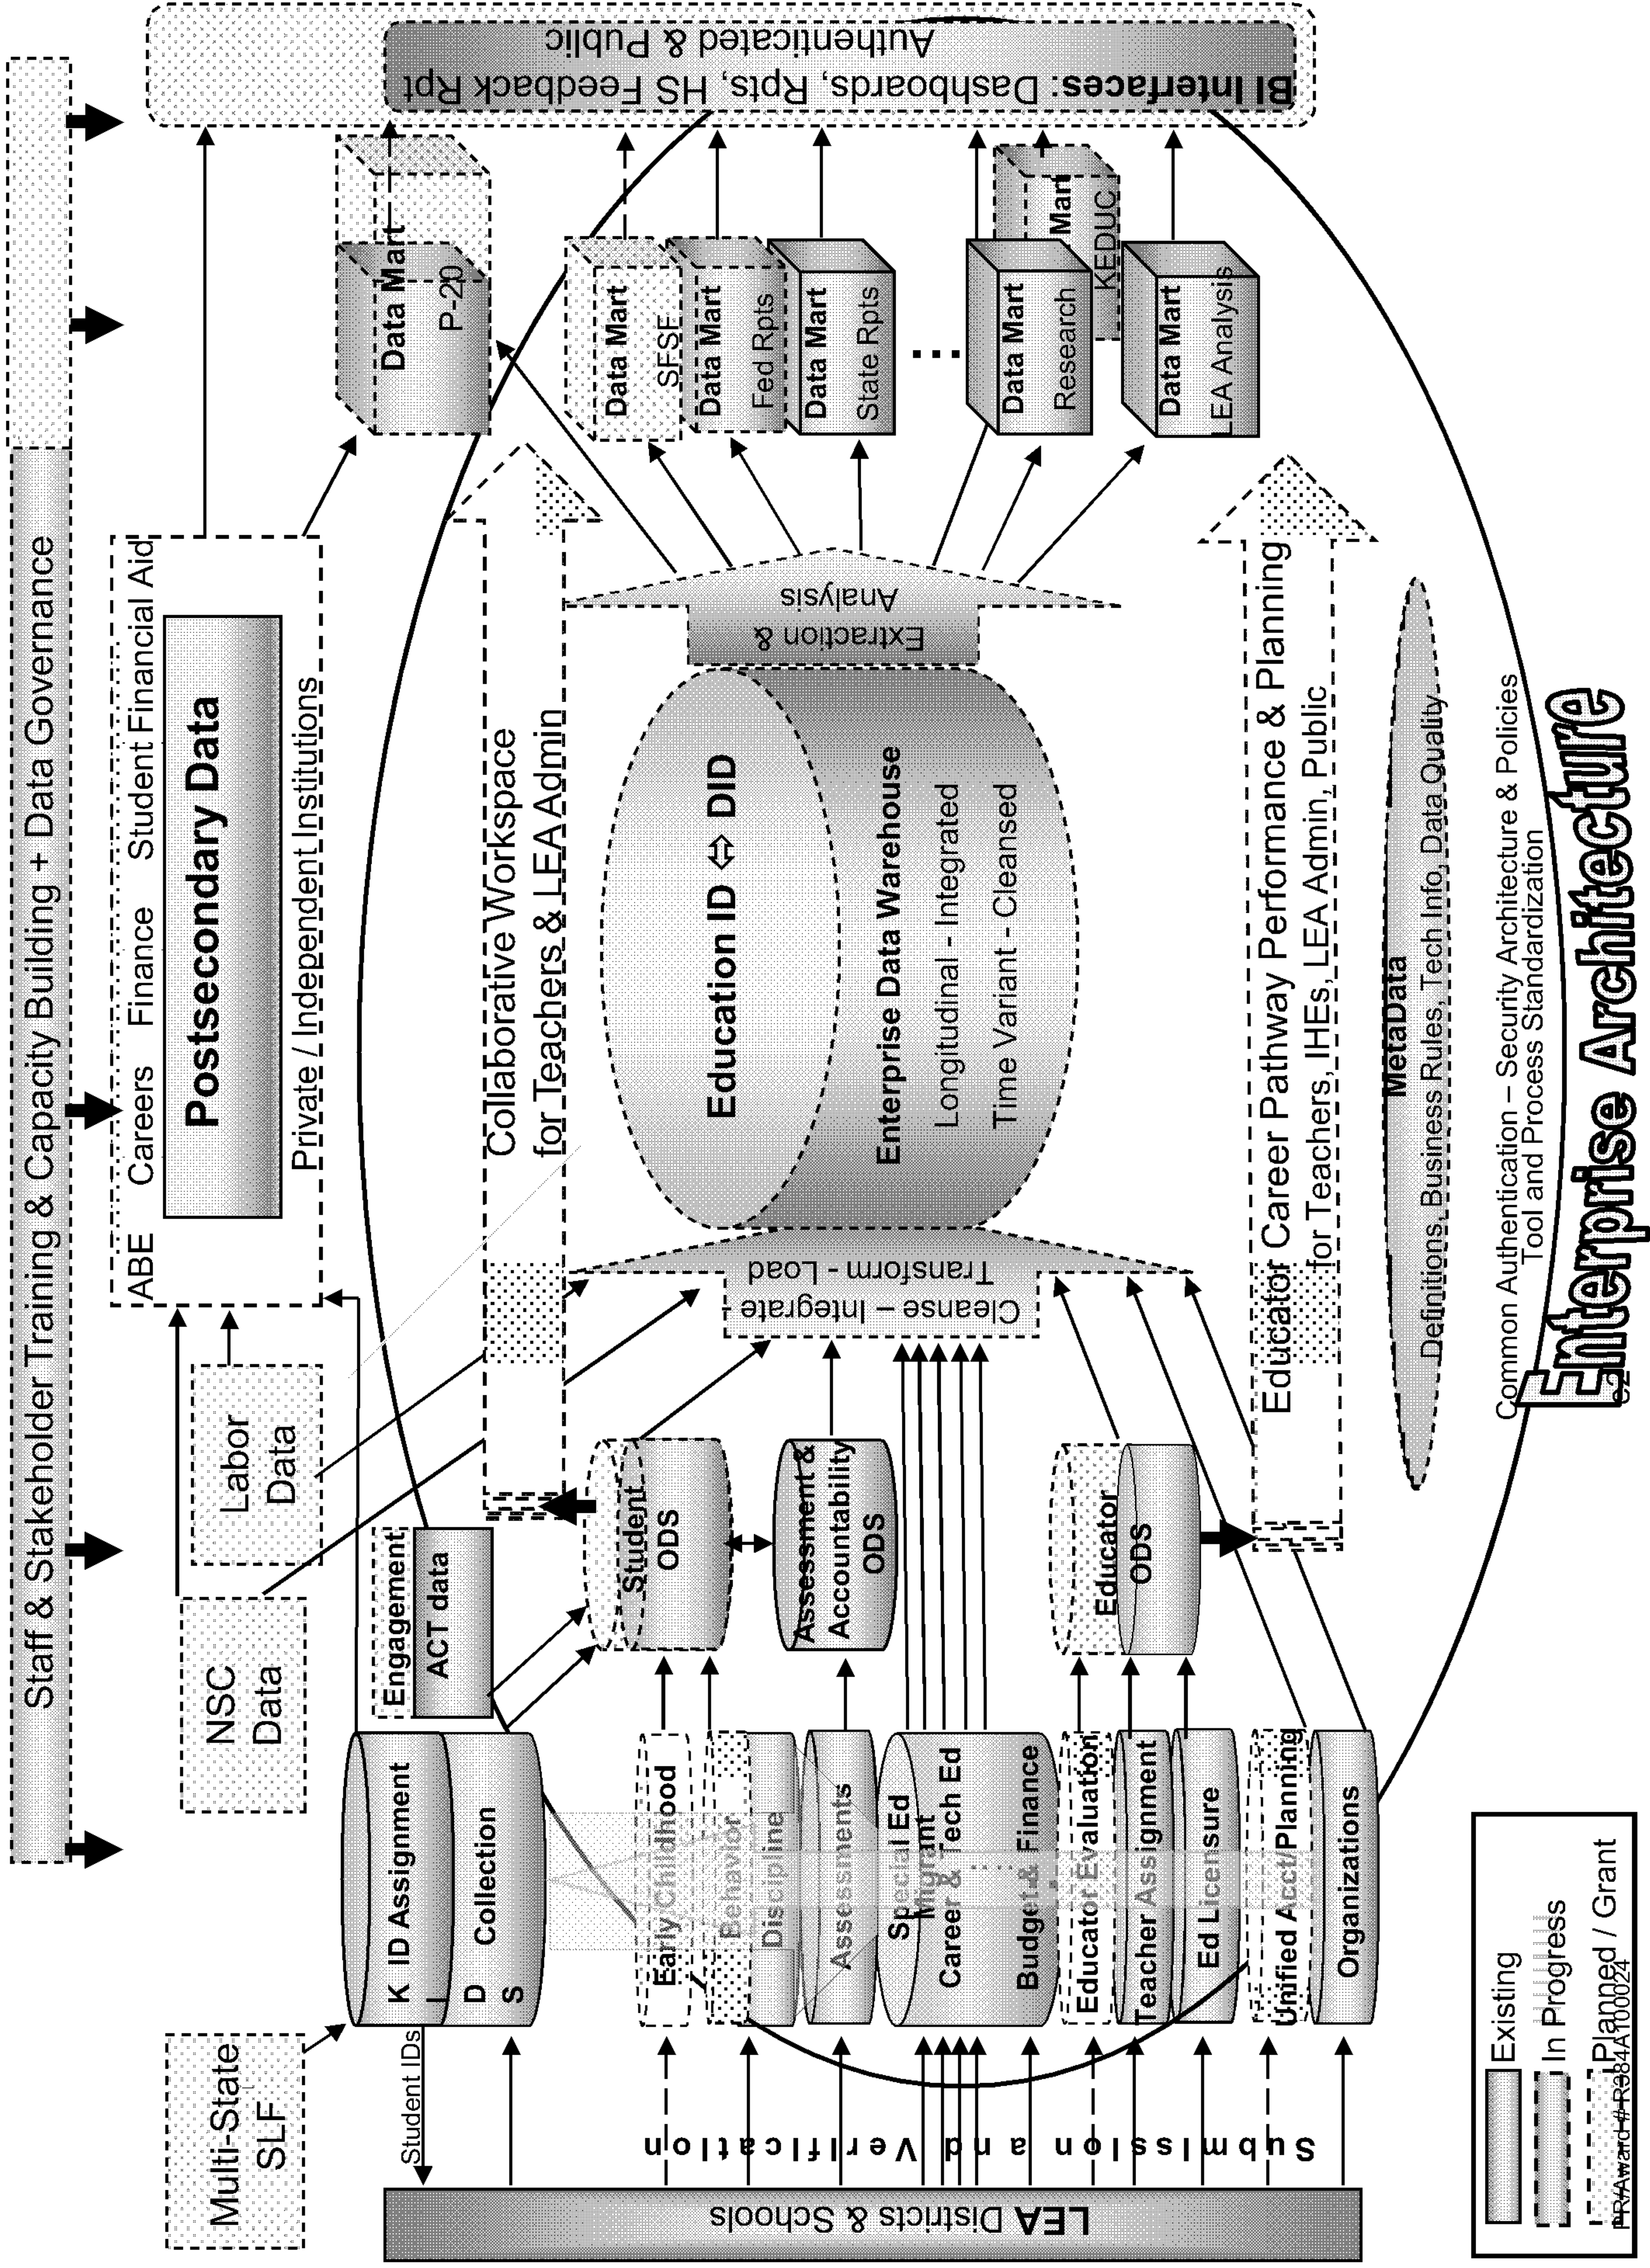 Staff & Stakeholder Training & Capacity Building + Data Governance
Multi-State
SLF
NSC
Data
Labor
Data
ABE Careers Finance Student Financial Aid
Postsecondary Data
Private / Independent Institutions
Student IDs
K ID Assignment
I
D Collection
S
Engagement
ACT data
Collaborative Workspace
for Teachers & LEA Admin
Data Mart
P-20
LEA Districts & Schools
Submission and Verification
Early Childhood
Behavior
Discipline
Assessments
Special Ed
Migrant
Career & Tech Ed
.....
Budget & Finance
Educator Evaluation
Teacher Assignment
Ed Licensure
Unified Acct/Planning
Organizations
Student
ODS
Assessment &
Accountability
ODS
Educator
ODS
Cleanse – Integrate -
Transform - Load
Education ID ⇔ DID
Enterprise Data Warehouse
Longitudinal - Integrated
Time Variant - Cleansed
Extraction &
Analysis
Data Mart
SFSF
Data Mart
Fed Rpts
Data Mart
State Rpts
...
Data Mart
Research
Mart
KEDUC
Data Mart
LEA Analysis
BI Interfaces: Dashboards, Rpts, HS Feedback Rpt
Authenticated & Public
Educator Career Pathway Performance & Planning
for Teachers, IHEs, LEA Admin, Public
MetaData
Definitions, Business Rules, Tech Info, Data Quality
Common Authentication – Security Architecture & Policies
Tool and Process Standardization
Enterprise Architecture
e2
Existing
In Progress
Planned / Grant
PR/Award # R384A100024